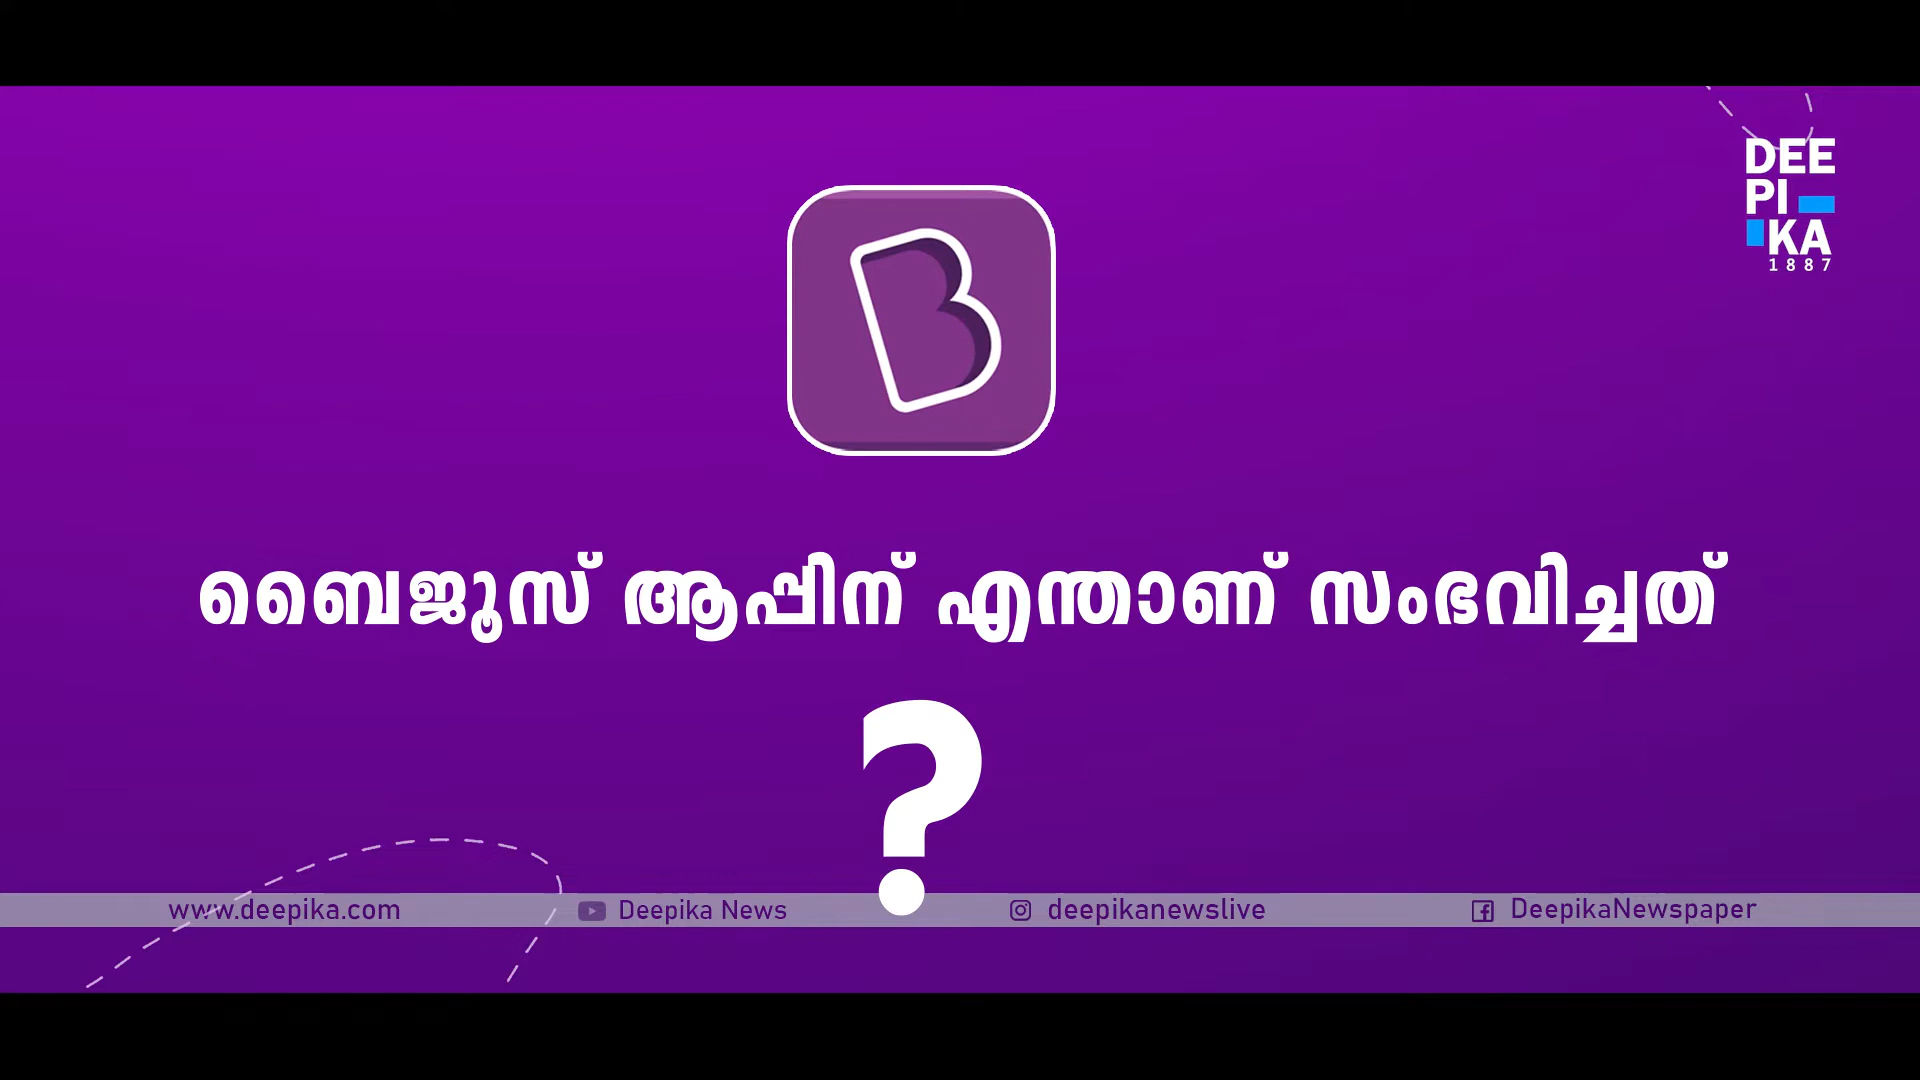 DEE
PI
KA
1887
B
ബൈജൂസ് ആപ്പിന് എന്താണ് സംഭവിച്ചത്
?
www.deepika.com Deepika News deepikanewslive DeepikaNewspaper